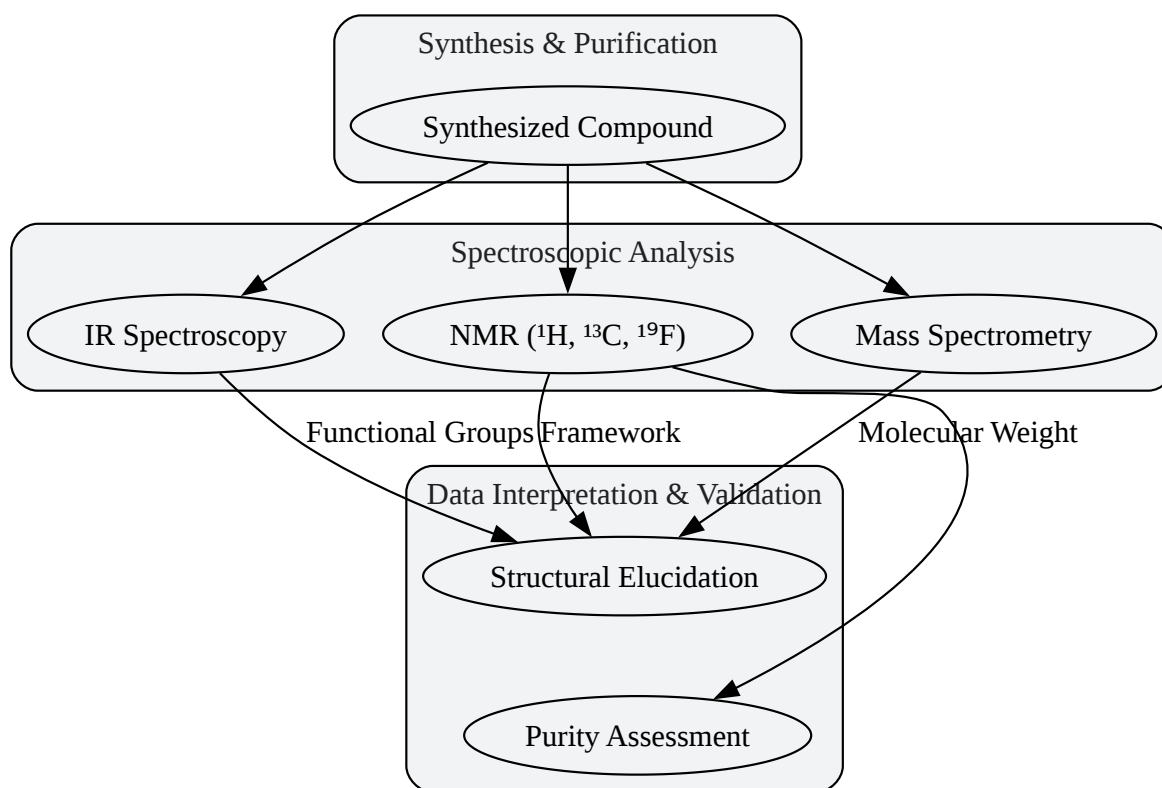 Synthesis & Purification
Synthesized Compound
Spectroscopic Analysis
IR Spectroscopy
NMR (¹H, ¹³C, ¹⁹F)
Mass Spectrometry
Functional Groups
Framework
Molecular Weight
Data Interpretation & Validation
Structural Elucidation
Purity Assessment